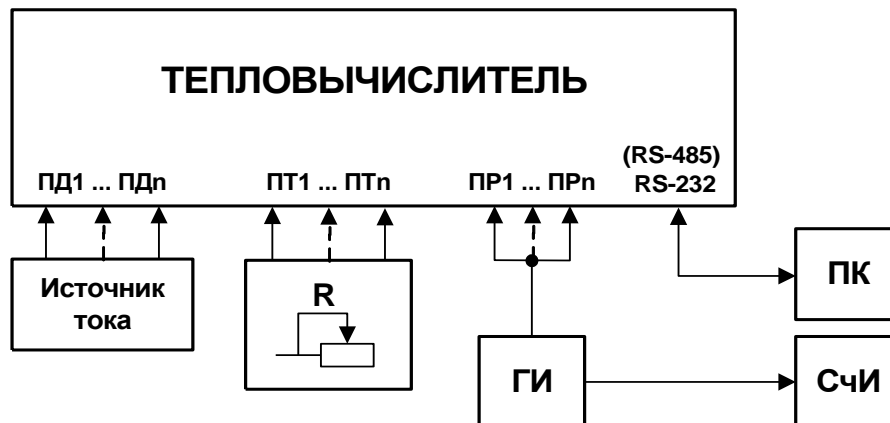 ТЕПЛОВЫЧИСЛИТЕЛЬ
(RS-485)
ПД1 ... ПДn ПТ1 ... ПТn ПР1 ... ПРn RS-232
Источник
тока
R
ПК
ГИ
СчИ